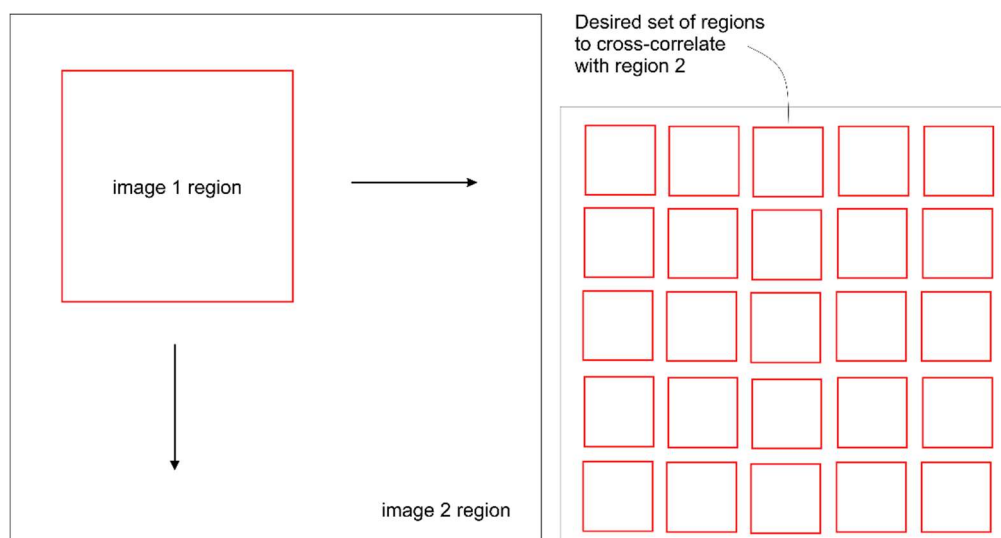 Desired set of regions
to cross-correlate
with region 2
image 1 region
image 2 region